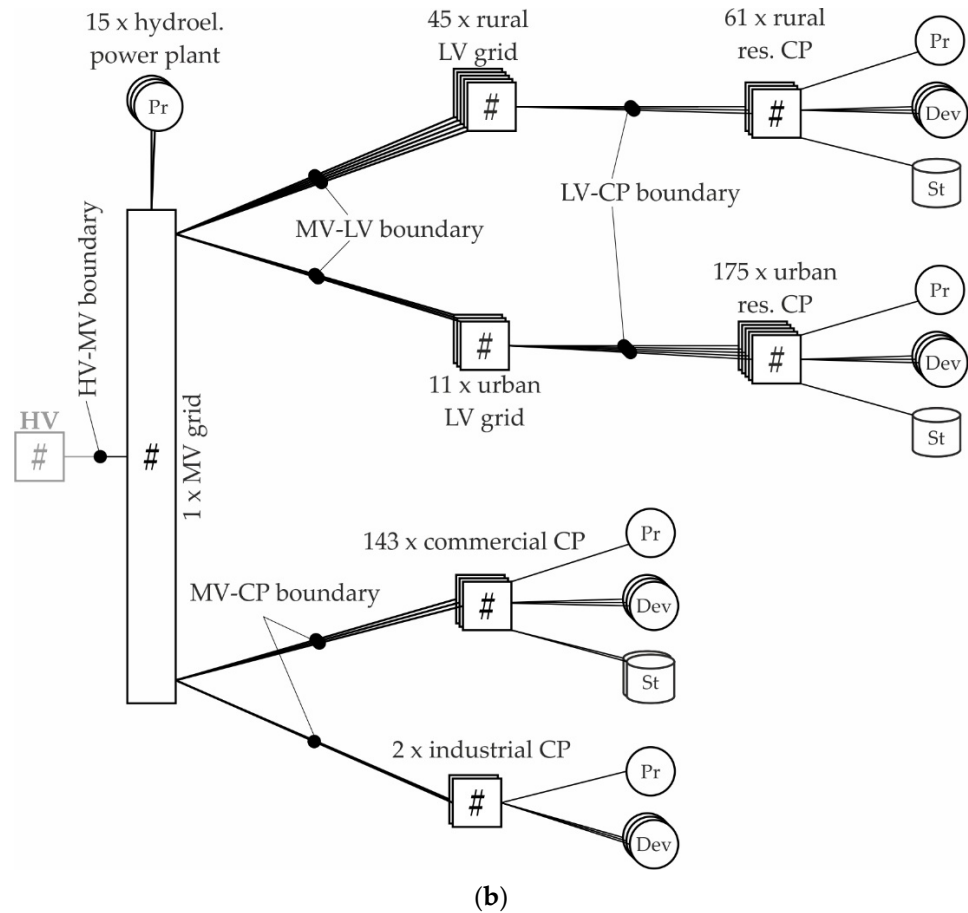 15 x hydroel.
power plant
Pr
45 x rural
LV grid
#
61 x rural
res. CP
#
Pr
Dev
St
HV-MV boundary
MV-LV boundary
LV-CP boundary
175 x urban
res. CP
#
Pr
Dev
St
#
11 x urban
LV grid
HV
#
#
1 x MV grid
143 x commercial CP
#
Pr
Dev
St
MV-CP boundary
2 x industrial CP
#
Pr
Dev
(b)